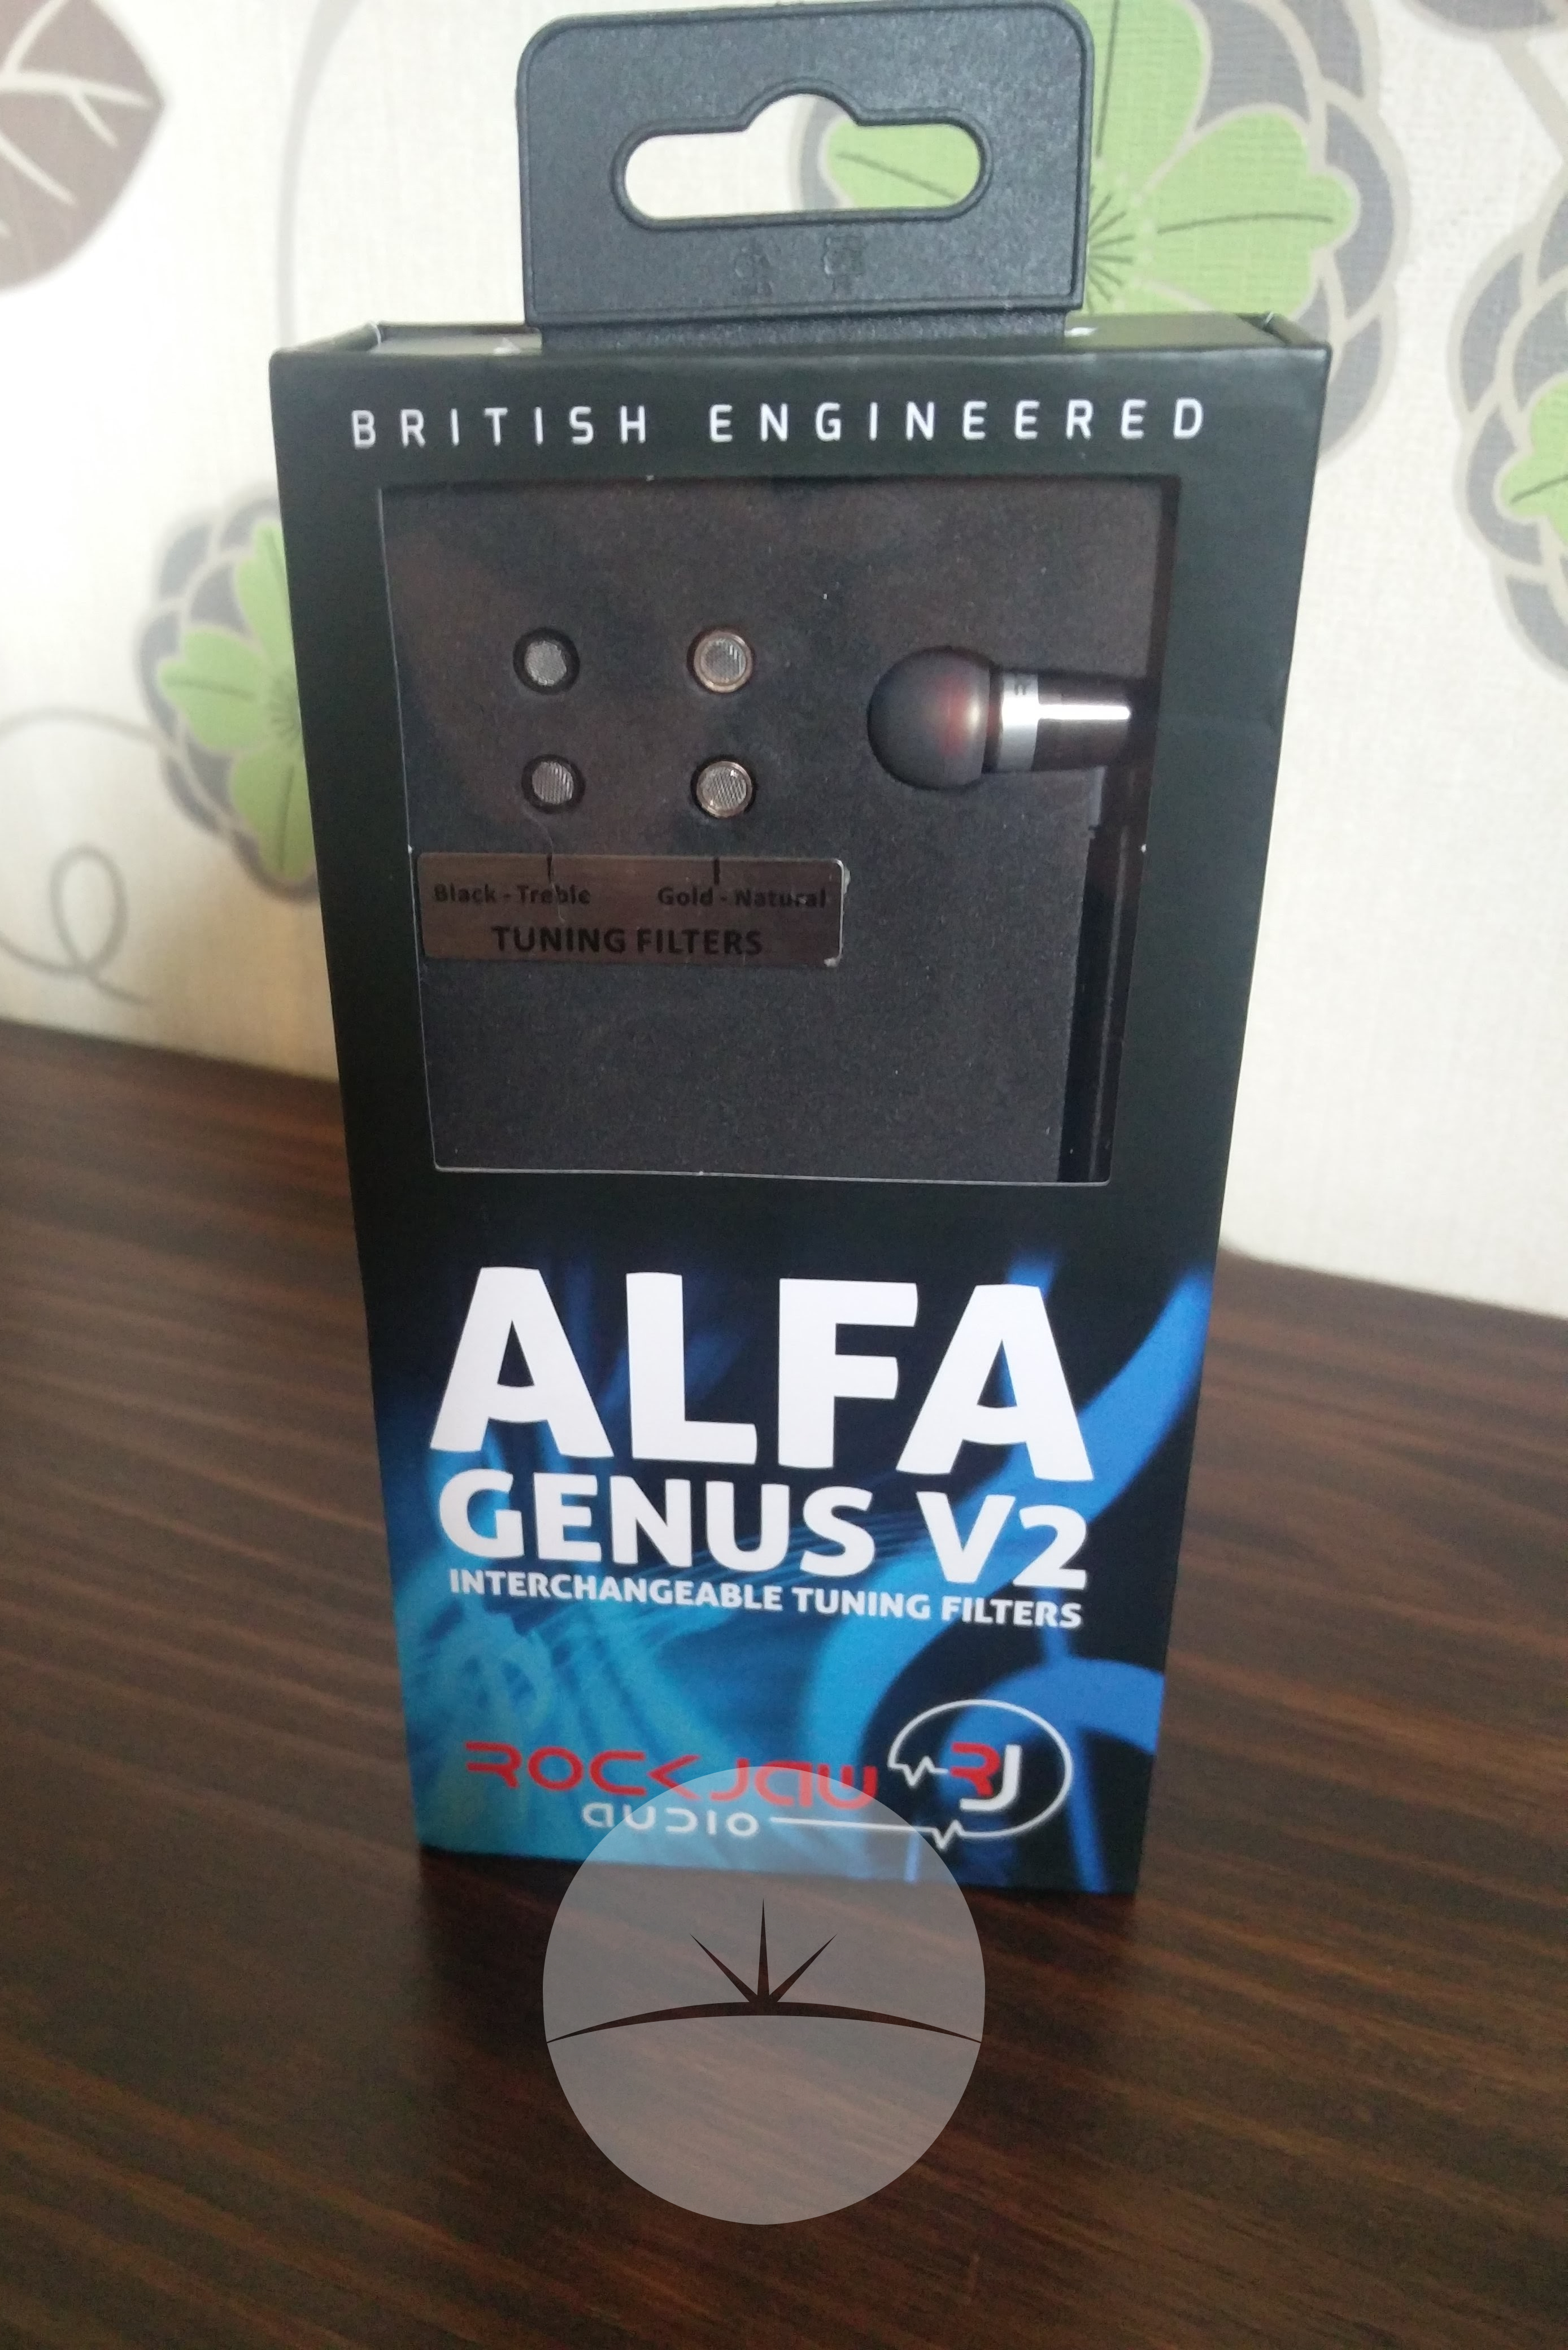 BRITISH ENGINEERED
Black - Treble Gold - Natural
TUNING FILTERS
ALFA
GENUS V2
INTERCHANGEABLE TUNING FILTERS
ROCKJAW RJ
AUDIO